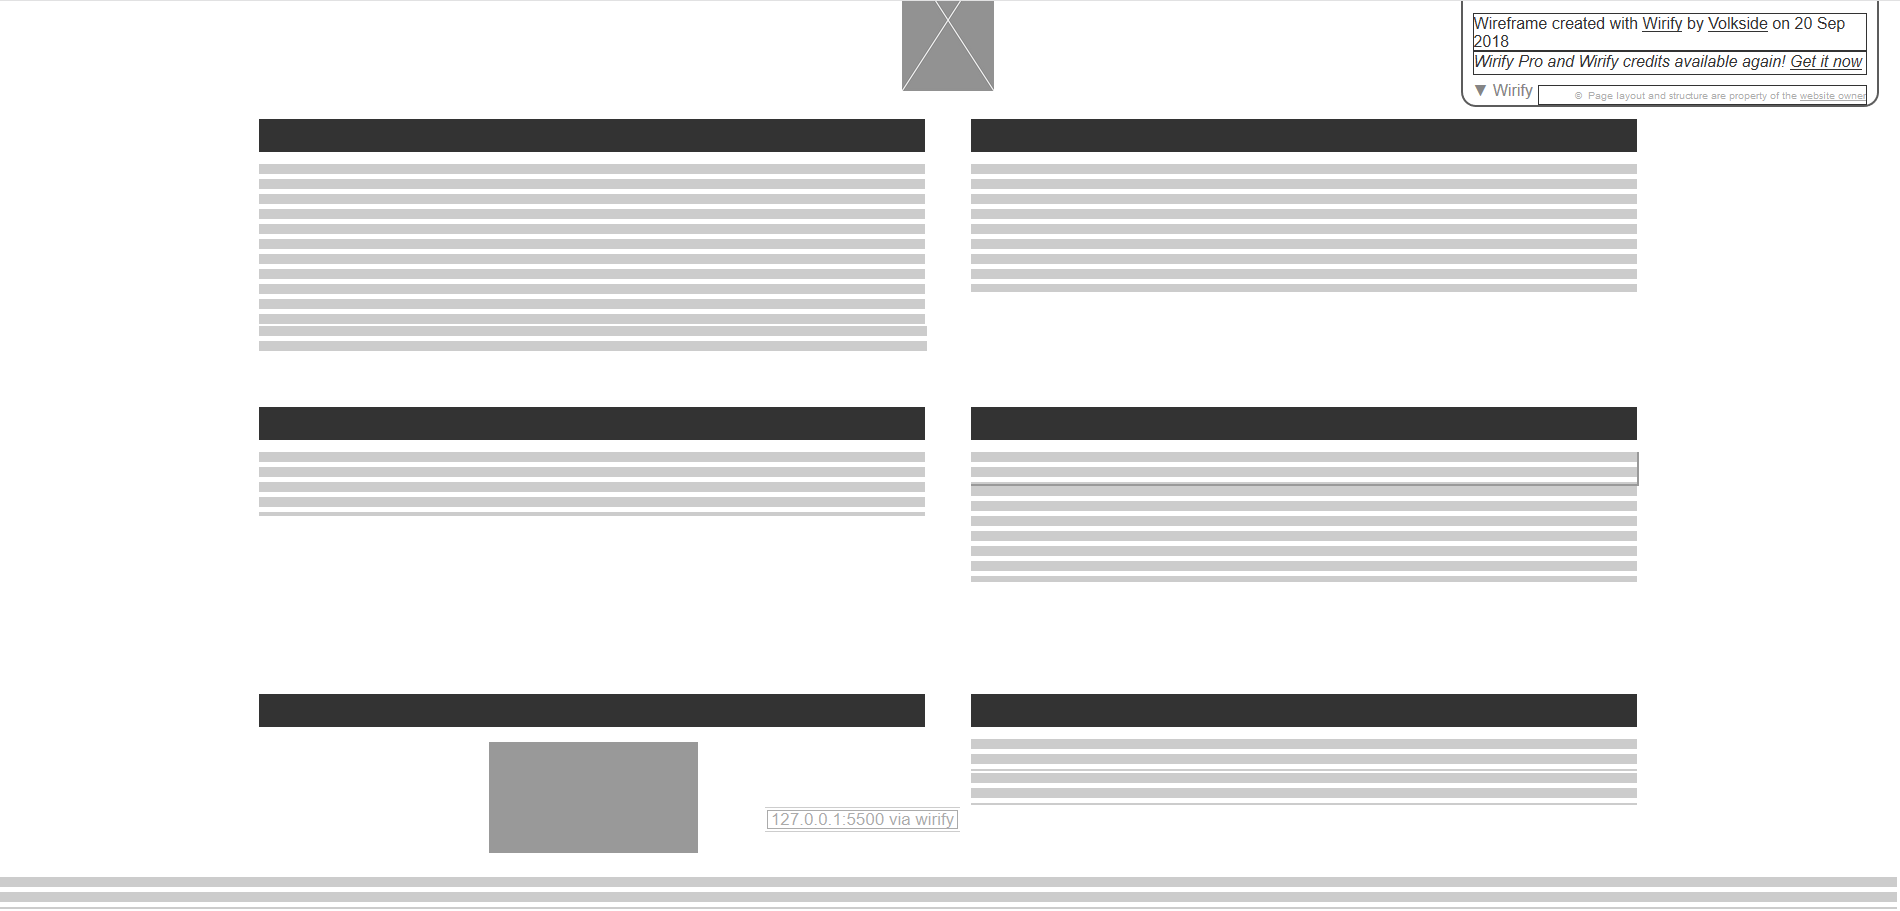 Wireframe created with Wirify by Volkside on 20 Sep
2018
Wirify Pro and Wirify credits available again! Get it now
▼ Wirify
© Page layout and structure are property of the website owner
127.0.0.1:5500 via wirify